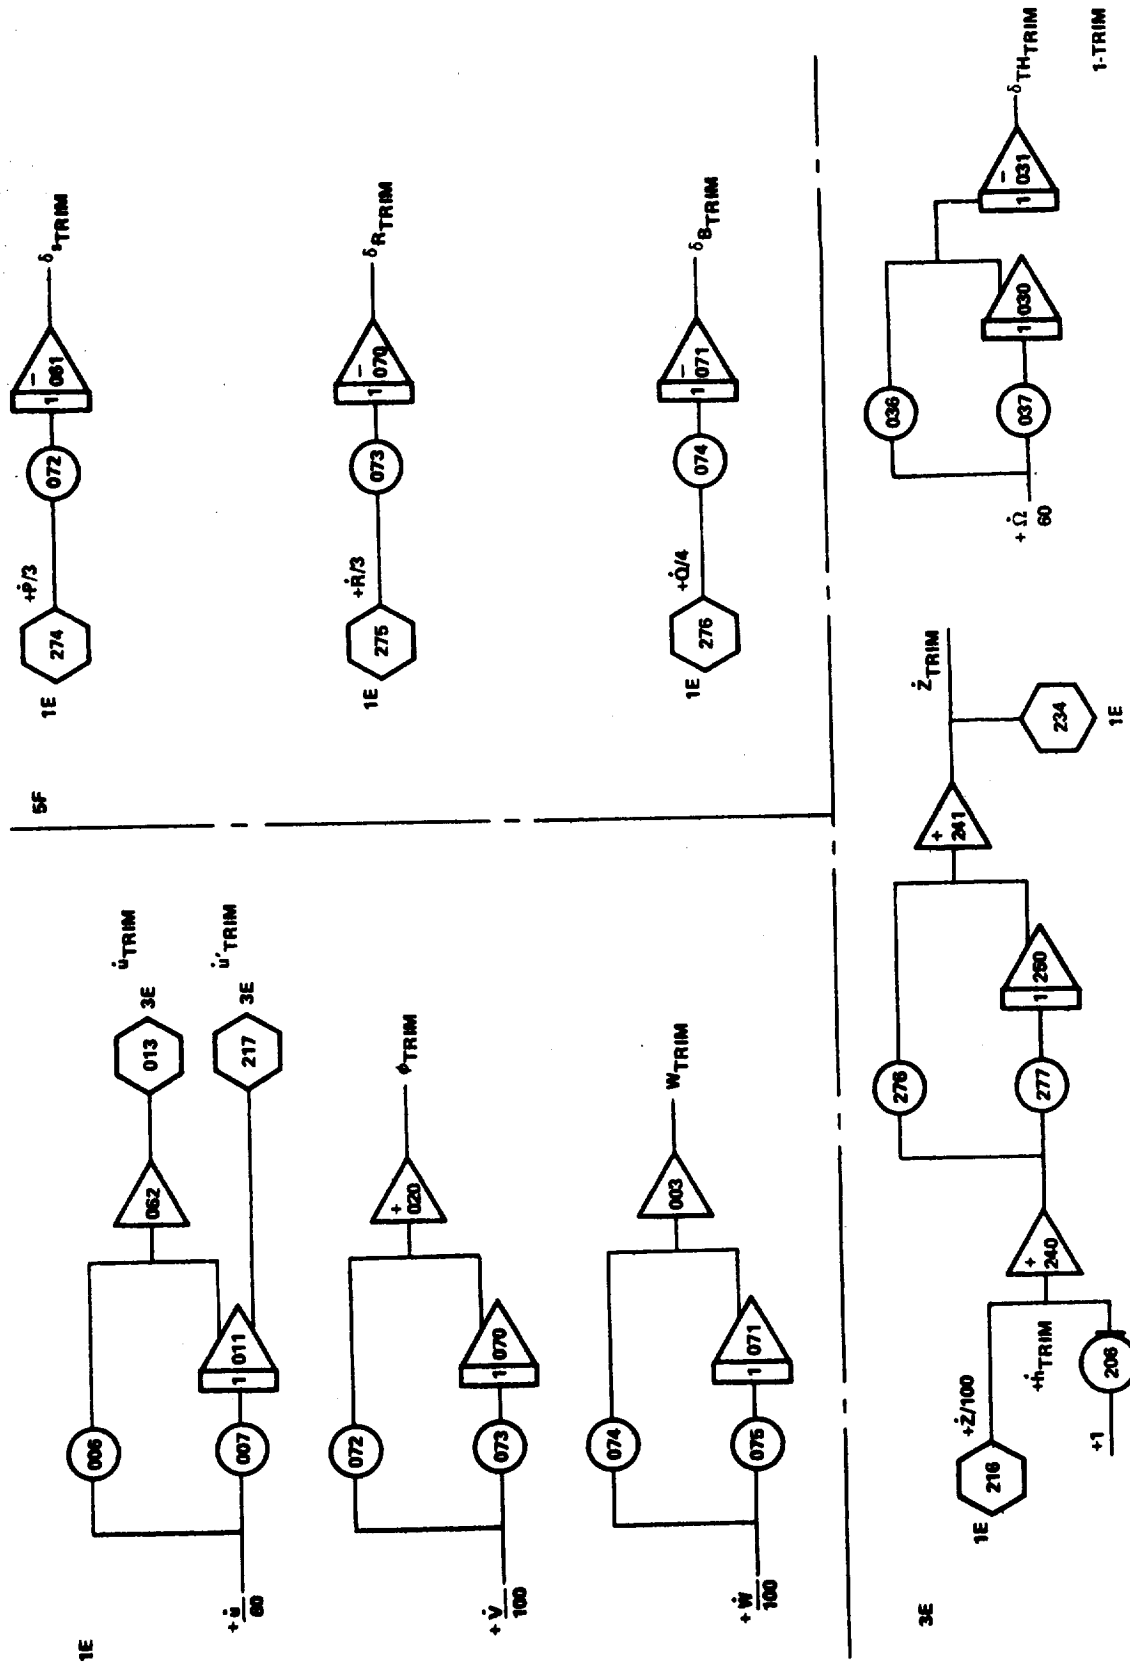 1E
+ u̇
60
006
007
1 011
062
013
3E
u̇TRIM
217
3E
u̇'TRIM
+ V̇
100
072
073
1 070
+
020
ΦTRIM
+ Ẇ
100
074
075
1 071
003
WTRIM
5F
1E
274
+Ṗ/3
072
1 061
−
δsTRIM
1E
275
+Ṙ/3
073
1 070
−
δRTRIM
1E
276
+Q̇/4
074
1 071
−
δBTRIM
3E
1E
216
+Ż/100
+ḣTRIM
+1
206
+
240
276
277
1 260
+
241
ŻTRIM
234
1E
+ Ω̇
60
036
037
1 030
1 031
−
δTHTRIM
1-TRIM